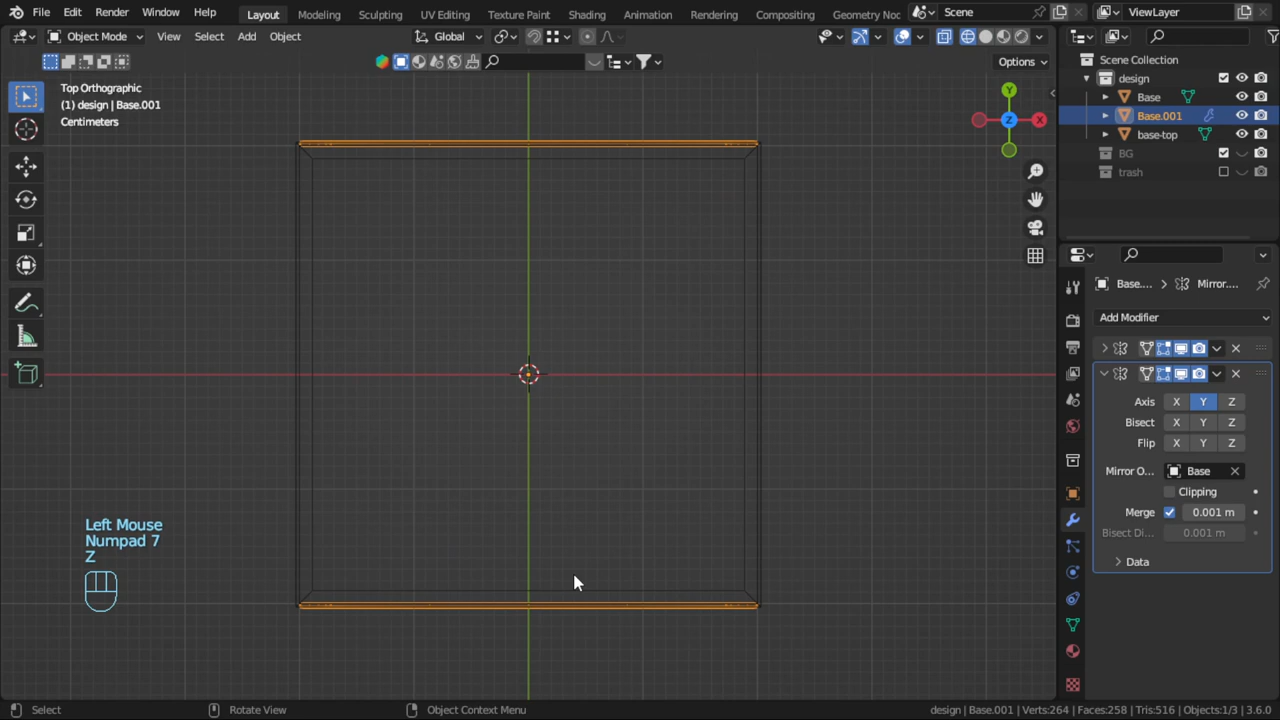 File Edit Render Window Help Layout Modeling Sculpting UV Editing Texture Paint Shading Animation Rendering Compositing Geometry Noc Scene ViewLayer
Object Mode View Select Add Object Global
Options
Top Orthographic
(1) design | Base.001
Centimeters
Y
X
Z
Scene Collection
design
Base
Base.001
base-top
BG
trash
Base.... > Mirror....
Add Modifier
Axis X Y Z
Bisect X Y Z
Flip X Y Z
Mirror O... Base
Clipping
Merge 0.001 m
Bisect Di... 0.001 m
Data
Left Mouse
Numpad 7
Z
Select Rotate View Object Context Menu design | Base.001 | Verts:264 | Faces:258 | Tris:516 | Objects:1/3 | 3.6.0